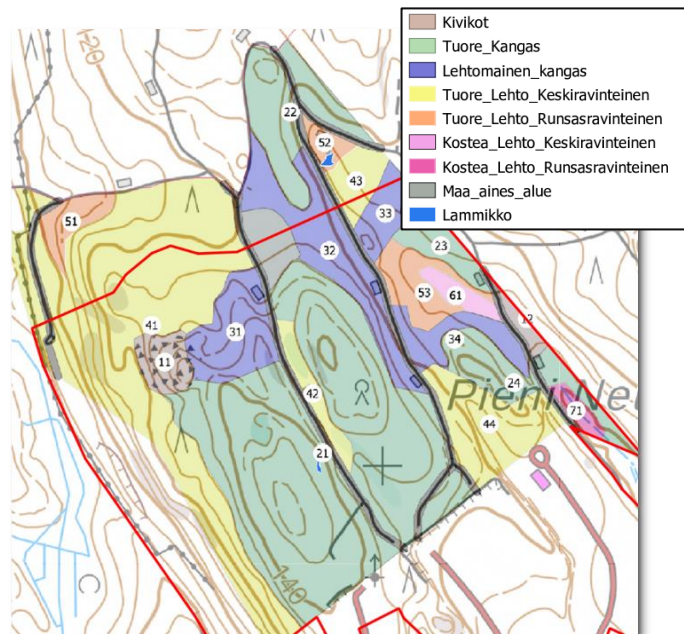 Kivikot
Tuore_Kangas
Lehtomainen_kangas
Tuore_Lehto_Keskiravinteinen
Tuore_Lehto_Runsasravinteinen
Kostea_Lehto_Keskiravinteinen
Kostea_Lehto_Runsasravinteinen
Maa_aines_alue
Lammikko
120
22
52
43
33
51
32
23
53
61
12
41
31
11
34
24
Pieni
42
71
44
21
140